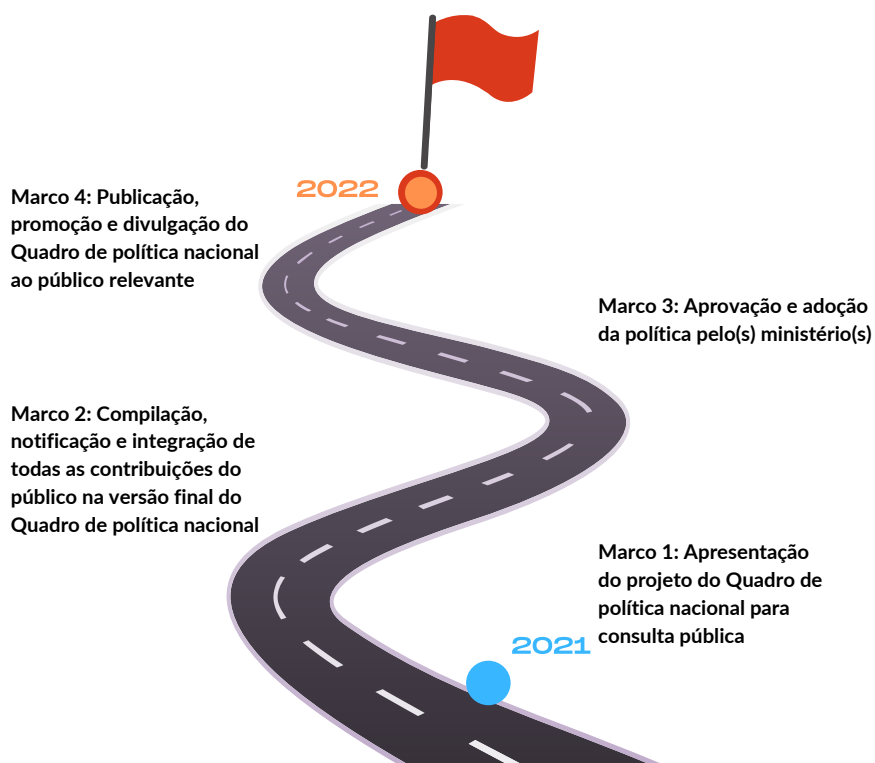 2022
Marco 4: Publicação,
promoção e divulgação do
Quadro de política nacional
ao público relevante
Marco 3: Aprovação e adoção
da política pelo(s) ministério(s)
Marco 2: Compilação,
notificação e integração de
todas as contribuições do
público na versão final do
Quadro de política nacional
Marco 1: Apresentação
do projeto do Quadro de
política nacional para
consulta pública
2021